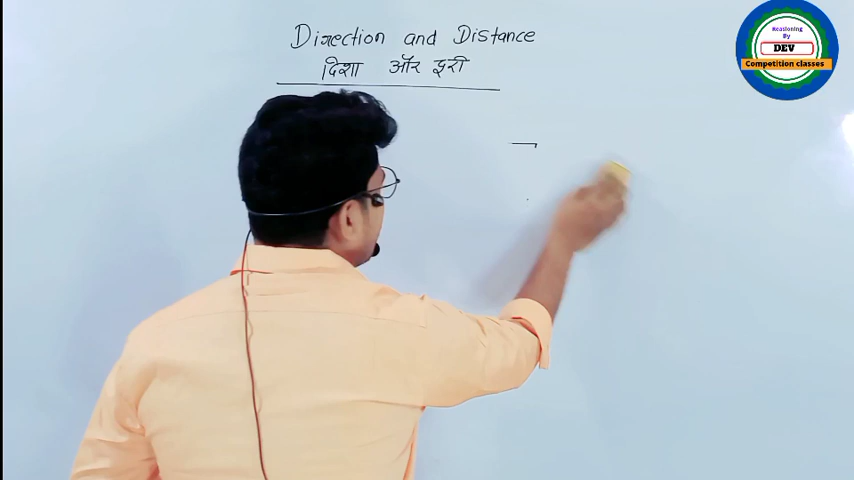 Direction and Distance
दिशा और दूरी
Reasoning
By
DEV
Competition classes